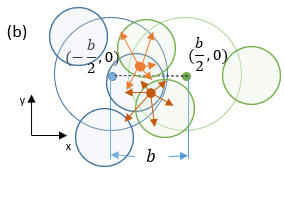 (b)
(-b/2, 0)
(b/2, 0)
y
x
b